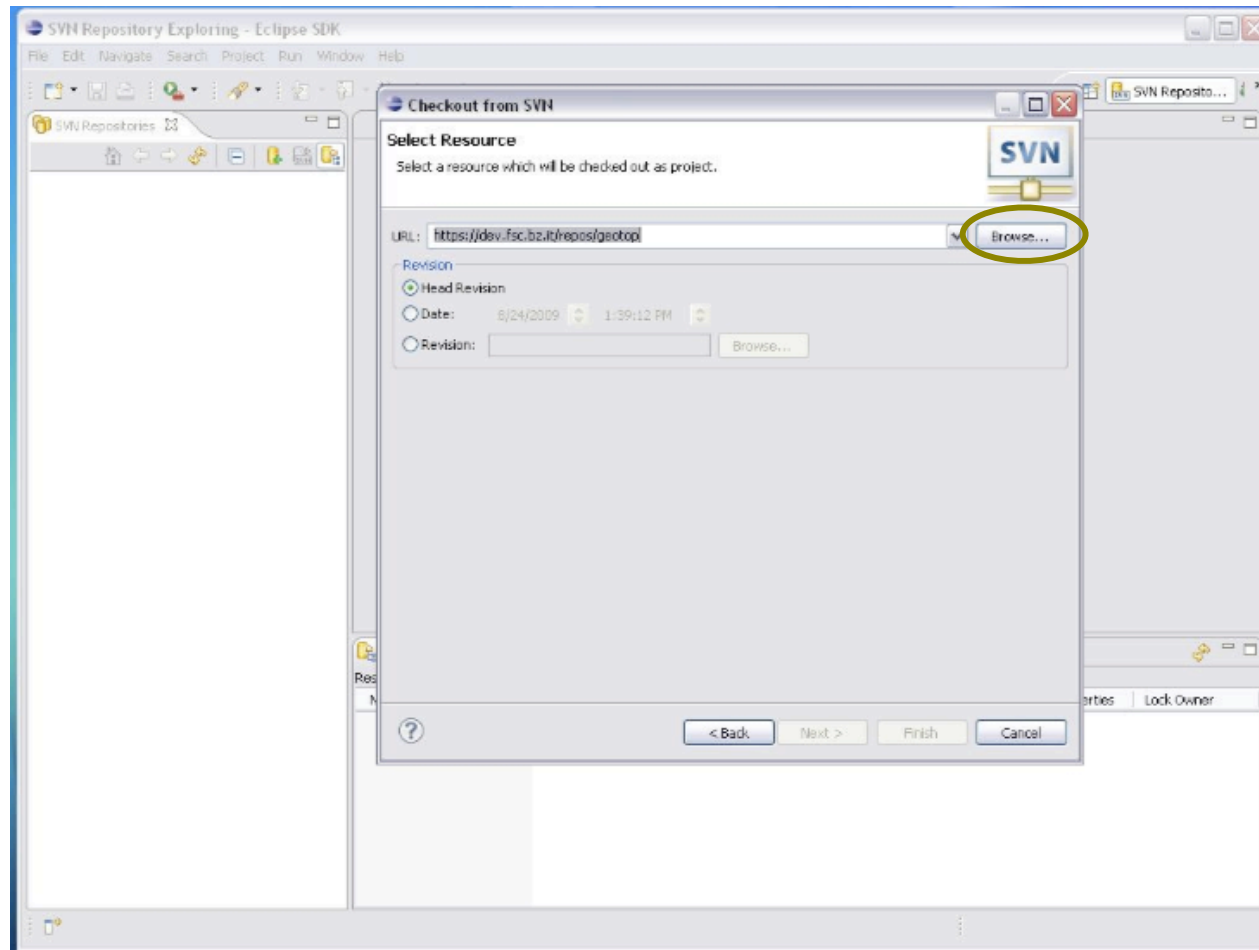 SVN Repository Exploring - Eclipse SDK
File Edit Navigate Search Project Run Window Help
SVN Reposito...
SVN Repositories
Checkout from SVN
Select Resource
Select a resource which will be checked out as project.
SVN
URL: https://dev.fsc.bz.it/repos/geotop Browse...
Revision
Head Revision
Date: 8/24/2009 1:39:12 PM
Revision: Browse...
Res
N
erties Lock Owner
< Back Next > Finish Cancel